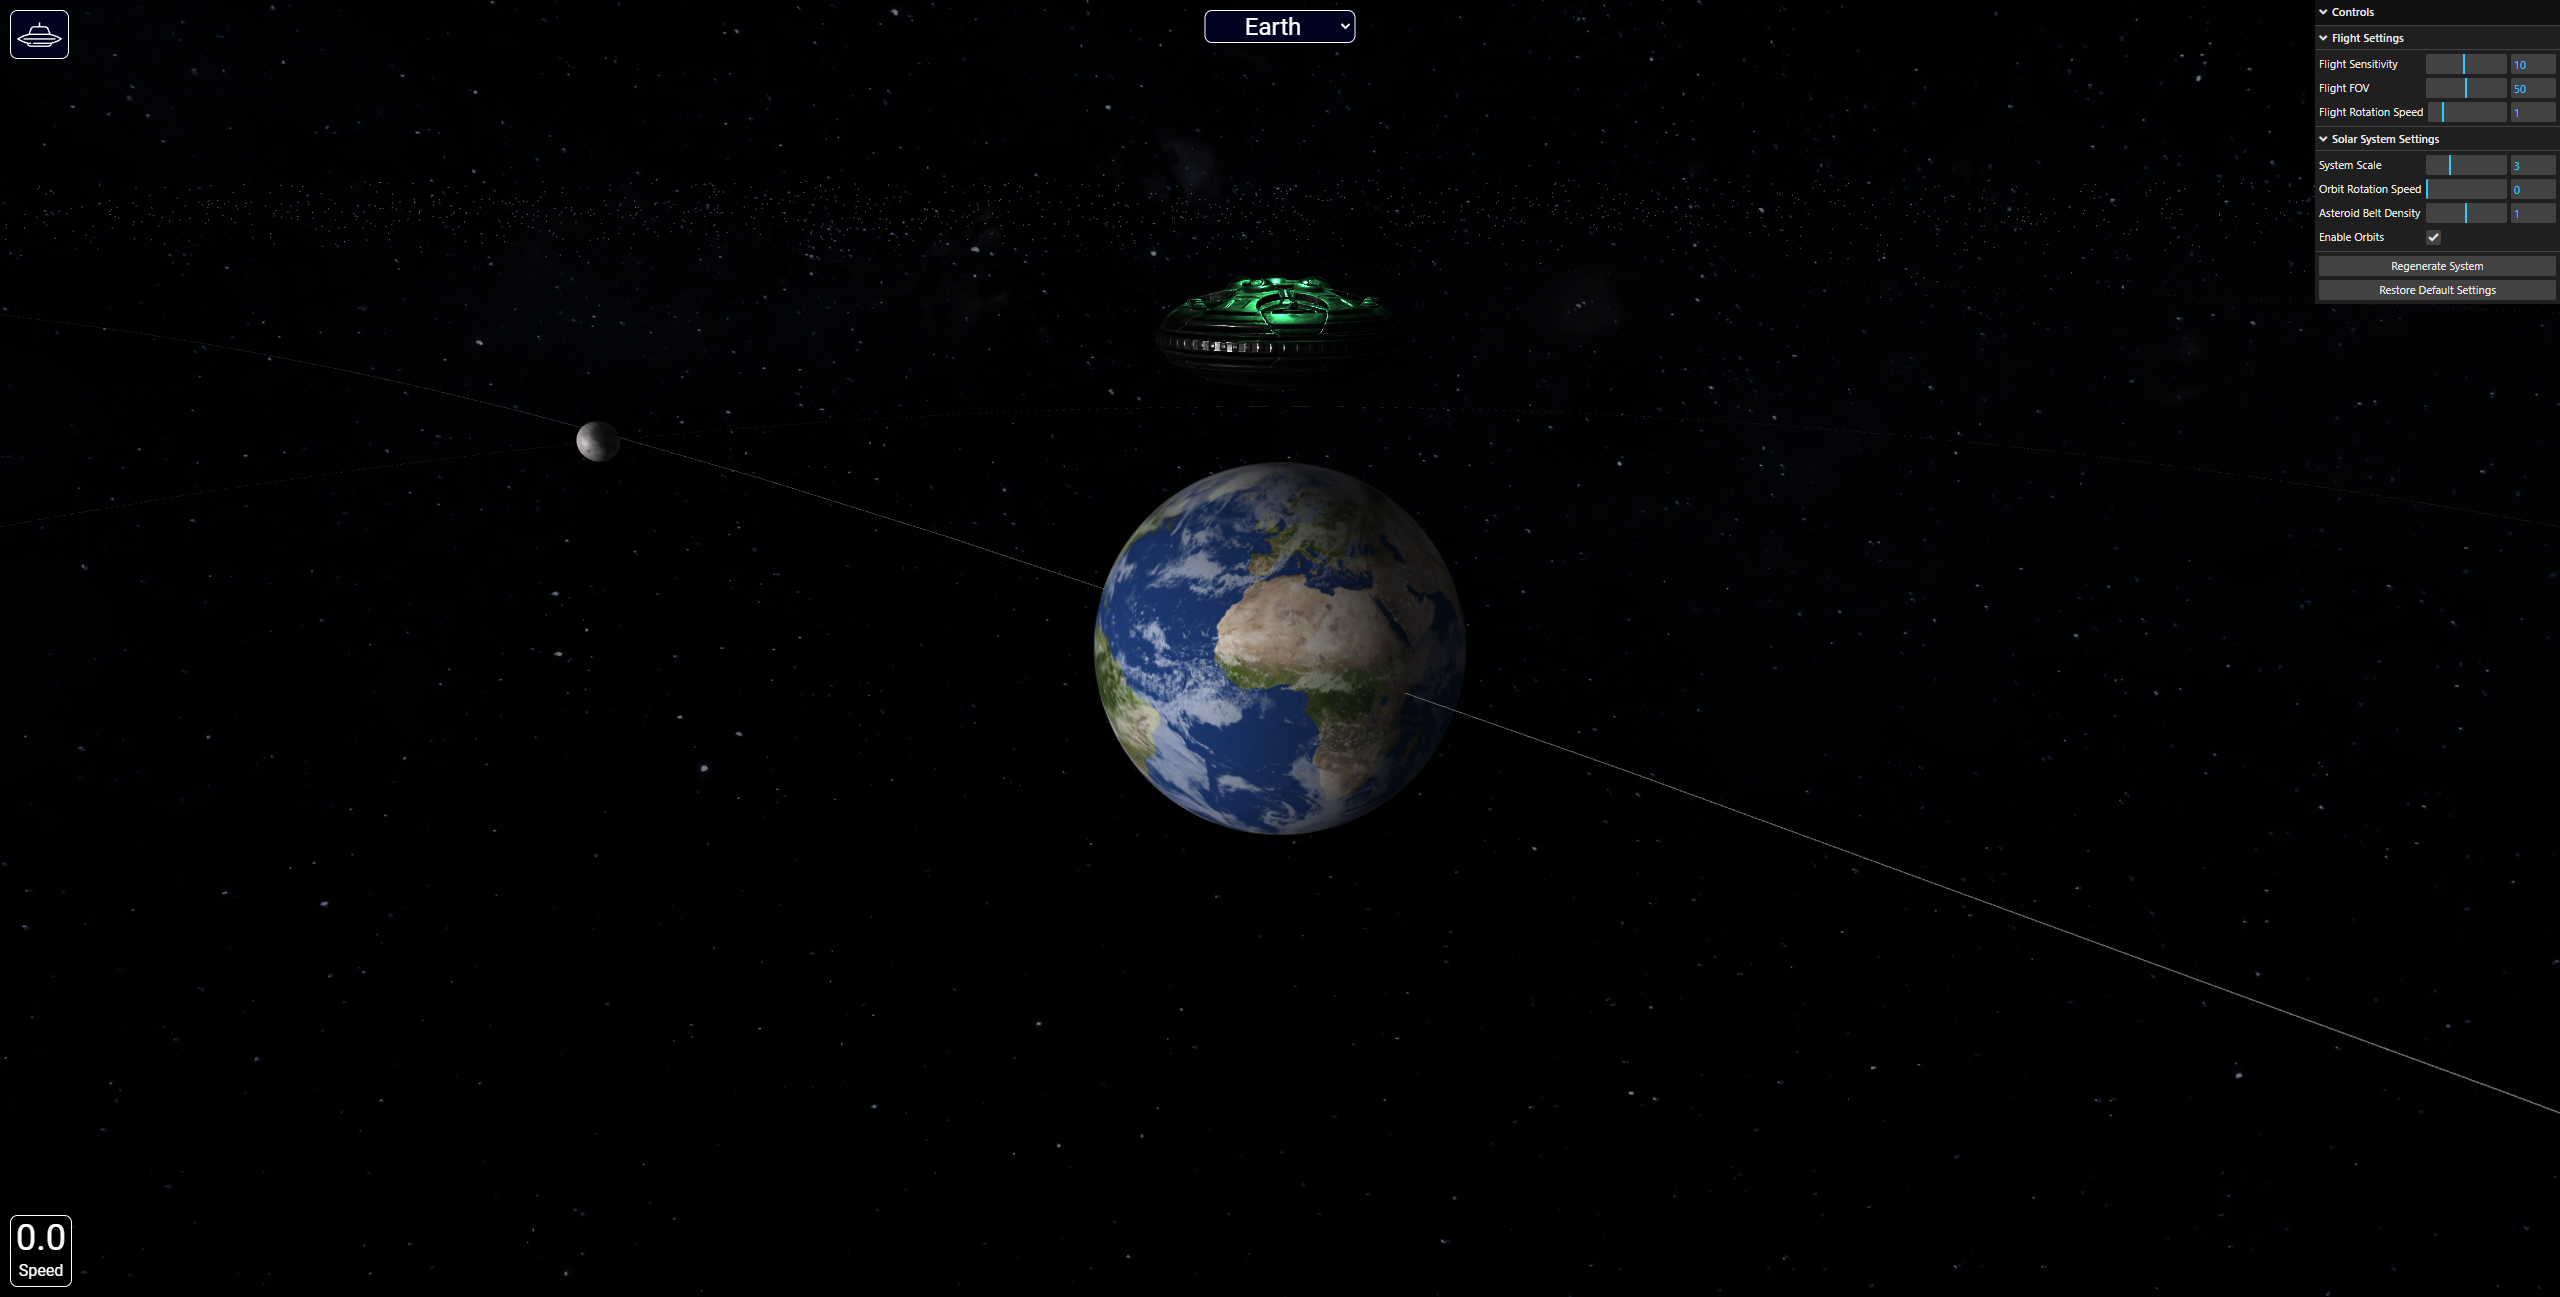 Earth
Controls
Flight Settings
Flight Sensitivity 10
Flight FOV 50
Flight Rotation Speed 1
Solar System Settings
System Scale 3
Orbit Rotation Speed 0
Asteroid Belt Density 1
Enable Orbits
Regenerate System
Restore Default Settings
0.0
Speed